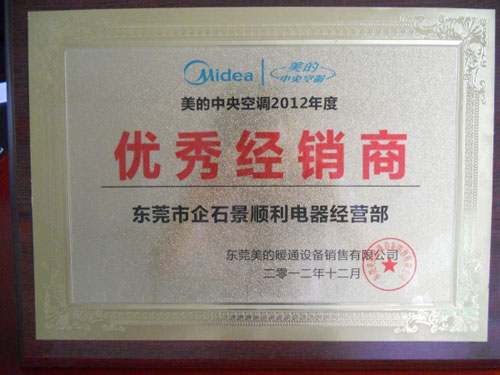 Midea 美的中央空调
美的中央空调2012年度
优秀经销商
东莞市企石景顺利电器经营部
东莞美的暖通设备销售有限公司
二零一二年十二月